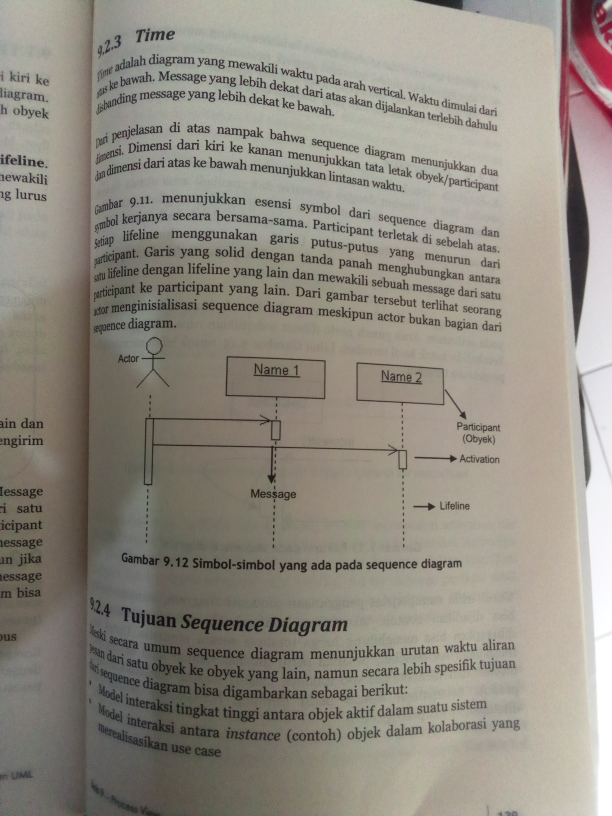 i kiri ke
diagram.
h obyek
ifeline.
newakili
ng lurus
ain dan
engirim
Message
ri satu
ticipant
nessage
un jika
nessage
m bisa
ous
an UML
9.2.3 Time
Time adalah diagram yang mewakili waktu pada arah vertical. Waktu dimulai dari
atas ke bawah. Message yang lebih dekat dari atas akan dijalankan terlebih dahulu
disbanding message yang lebih dekat ke bawah.
Dari penjelasan di atas nampak bahwa sequence diagram menunjukkan dua
dimensi. Dimensi dari kiri ke kanan menunjukkan tata letak obyek/participant
dan dimensi dari atas ke bawah menunjukkan lintasan waktu.
Gambar 9.11. menunjukkan esensi symbol dari sequence diagram dan
symbol kerjanya secara bersama-sama. Participant terletak di sebelah atas.
Setiap lifeline menggunakan garis putus-putus yang menurun dari
participant. Garis yang solid dengan tanda panah menghubungkan antara
satu lifeline dengan lifeline yang lain dan mewakili sebuah message dari satu
participant ke participant yang lain. Dari gambar tersebut terlihat seorang
actor menginisialisasi sequence diagram meskipun actor bukan bagian dari
sequence diagram.
Actor
Name 1
Name 2
Participant
(Obyek)
Activation
Message
Lifeline
Gambar 9.12 Simbol-simbol yang ada pada sequence diagram
9.2.4 Tujuan Sequence Diagram
Meski secara umum sequence diagram menunjukkan urutan waktu aliran
pesan dari satu obyek ke obyek yang lain, namun secara lebih spesifik tujuan
dari sequence diagram bisa digambarkan sebagai berikut:
• Model interaksi tingkat tinggi antara objek aktif dalam suatu sistem
• Model interaksi antara instance (contoh) objek dalam kolaborasi yang
merealisasikan use case
Process View